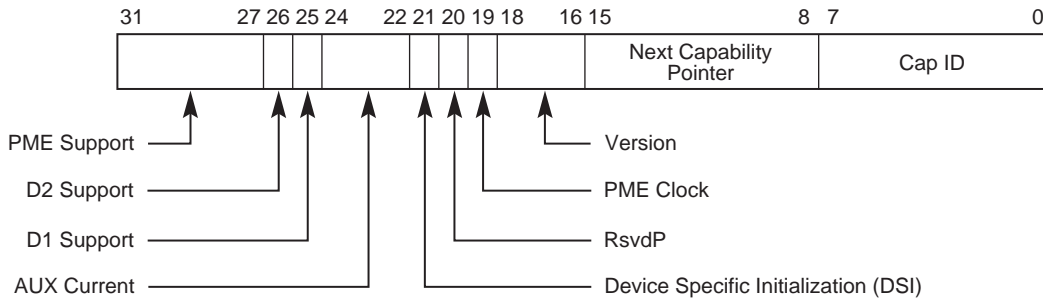 31 27 26 25 24 22 21 20 19 18 16 15 8 7 0
Next Capability
Pointer
Cap ID
PME Support
Version
D2 Support
PME Clock
D1 Support
RsvdP
AUX Current
Device Specific Initialization (DSI)